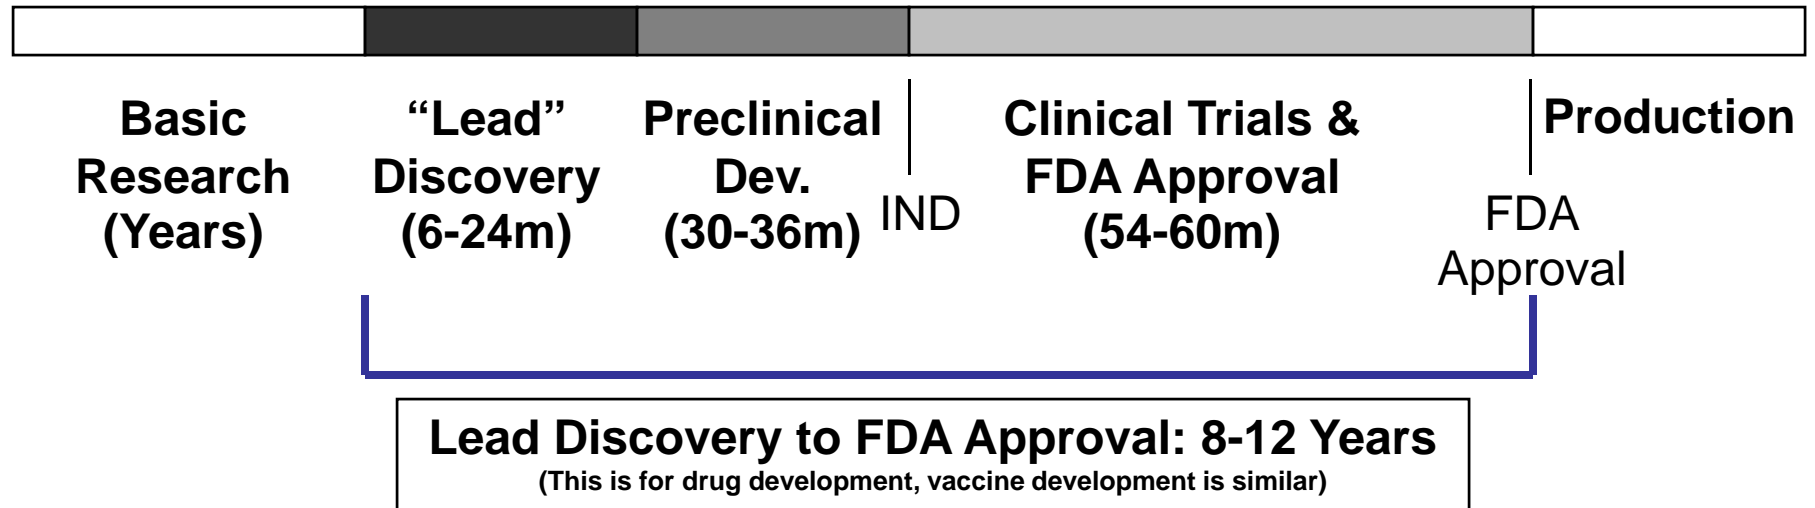 Basic
Research
(Years)
“Lead”
Discovery
(6-24m)
Preclinical
Dev.
(30-36m)
IND
Clinical Trials &
FDA Approval
(54-60m)
Production
FDA
Approval
Lead Discovery to FDA Approval: 8-12 Years
(This is for drug development, vaccine development is similar)